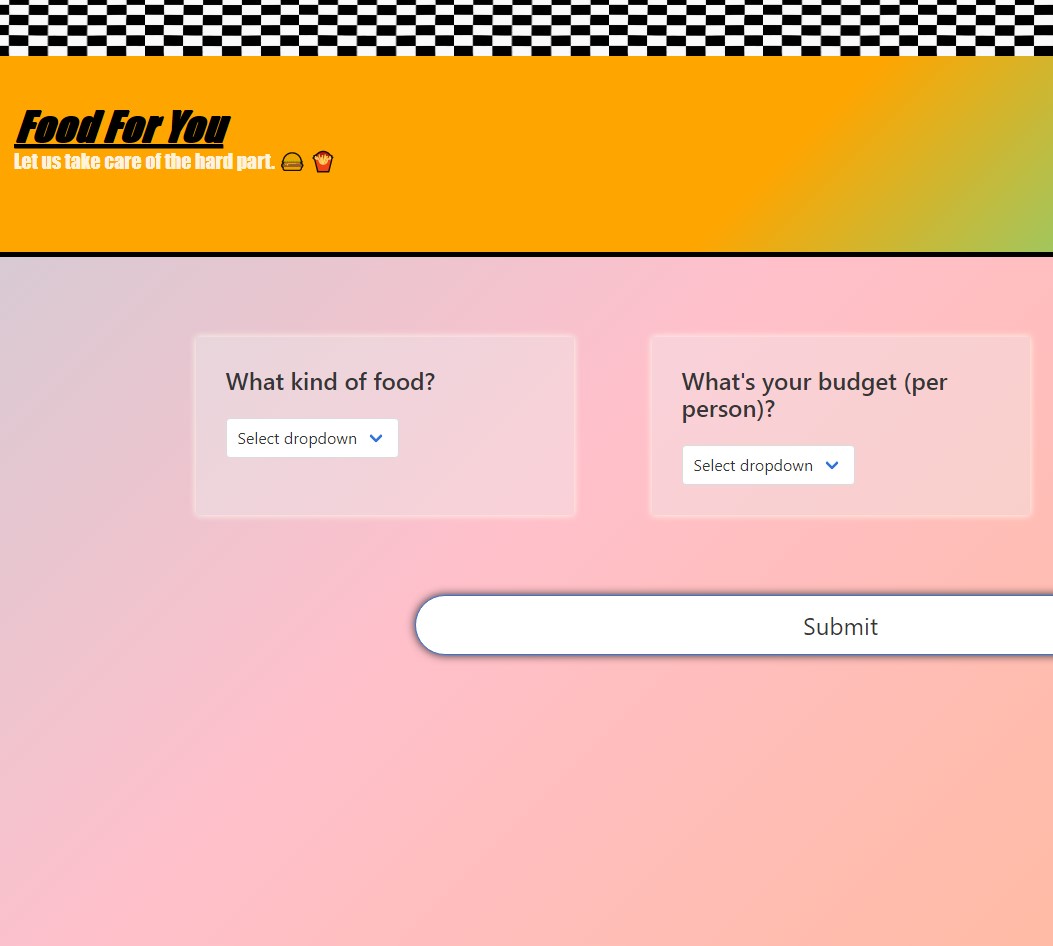 Food For You
Let us take care of the hard part. 🍔 🍟
What kind of food?
Select dropdown
What's your budget (per
person)?
Select dropdown
Submit